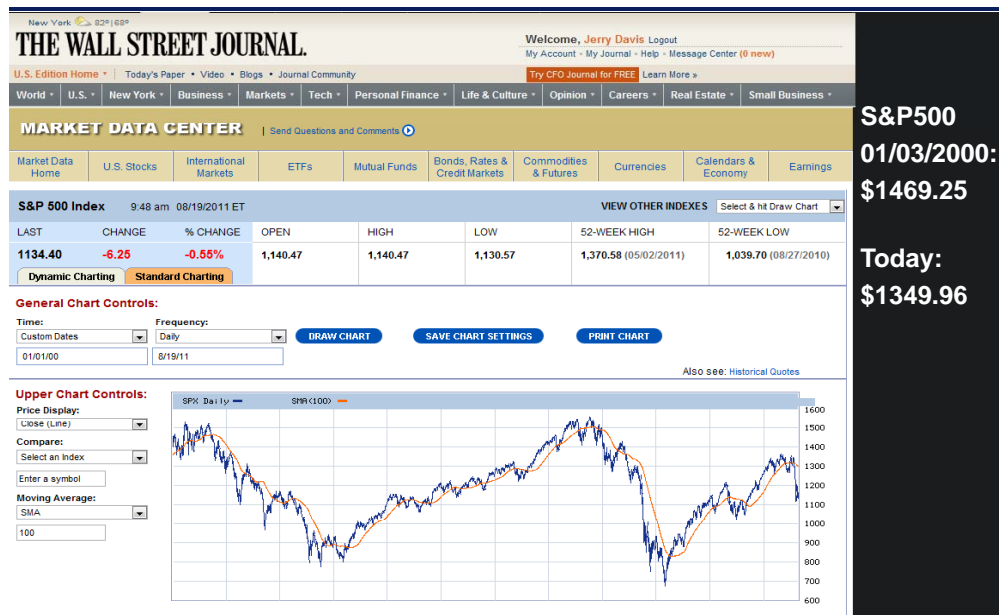 New York 82º|68º
THE WALL STREET JOURNAL.
Welcome, Jerry Davis Logout
My Account - My Journal - Help - Message Center (0 new)
U.S. Edition Home Today's Paper • Video • Blogs • Journal Community
Try CFO Journal for FREE Learn More »
World U.S. New York Business Markets Tech Personal Finance Life & Culture Opinion Careers Real Estate Small Business
MARKET DATA CENTER | Send Questions and Comments
Market Data Home U.S. Stocks International Markets ETFs Mutual Funds Bonds, Rates & Credit Markets Commodities & Futures Currencies Calendars & Economy Earnings
S&P 500 Index 9:48 am 08/19/2011 ET VIEW OTHER INDEXES Select & hit Draw Chart
LAST CHANGE % CHANGE OPEN HIGH LOW 52-WEEK HIGH 52-WEEK LOW
1134.40 -6.25 -0.55% 1,140.47 1,140.47 1,130.57 1,370.58 (05/02/2011) 1,039.70 (08/27/2010)
Dynamic Charting Standard Charting
General Chart Controls:
Time: Frequency:
Custom Dates Daily DRAW CHART SAVE CHART SETTINGS PRINT CHART
01/01/00 8/19/11
Also see: Historical Quotes
Upper Chart Controls:
Price Display:
Close (Line)
Compare:
Select an Index
Enter a symbol
Moving Average:
SMA
100
SPX Daily SMA(100)
1600
1500
1400
1300
1200
1100
1000
900
800
700
600
S&P500
01/03/2000:
$1469.25
Today:
$1349.96